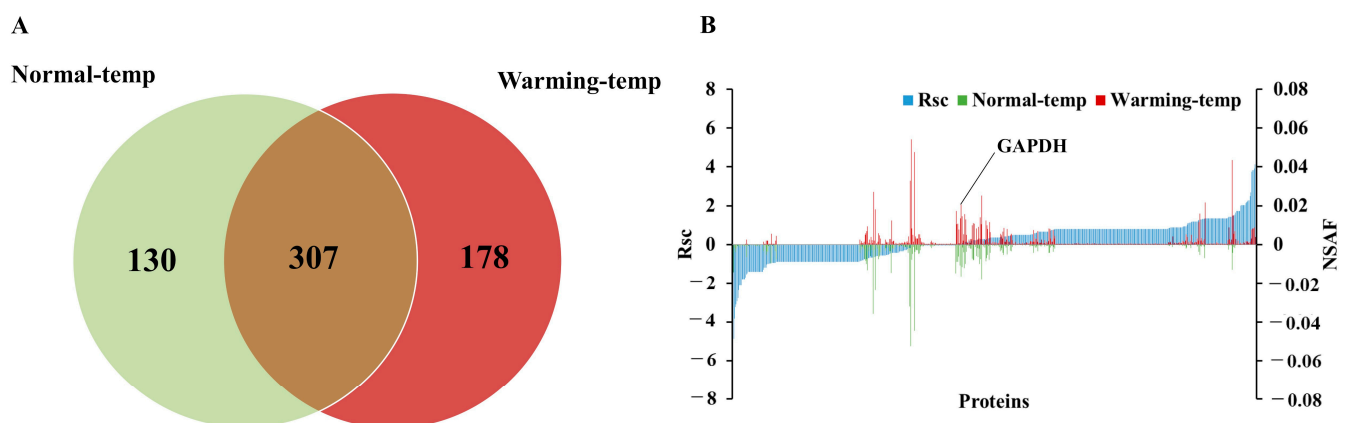 A
B
Normal-temp
Warming-temp
130
307
178
Rsc Normal-temp Warming-temp
GAPDH
8
6
4
2
0
−2
−4
−6
−8
Rsc
0.08
0.06
0.04
0.02
0
−0.02
−0.04
−0.06
−0.08
NSAF
Proteins